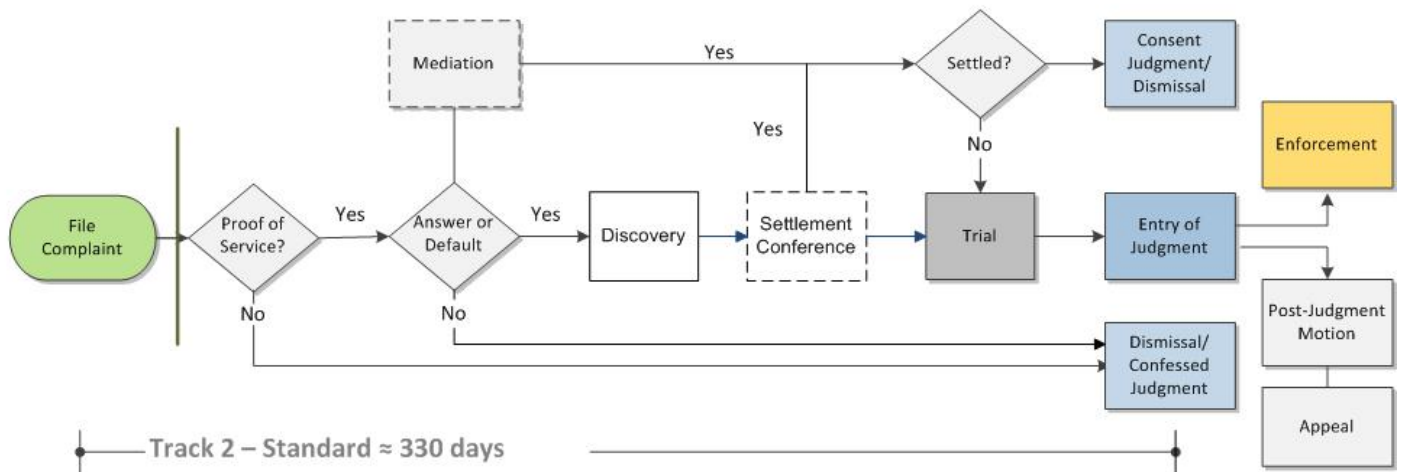 Mediation
Yes
Settled?
Consent
Judgment/
Dismissal
Yes
No
Enforcement
File
Complaint
Proof of
Service?
Yes
Answer or
Default
Yes
Discovery
Settlement
Conference
Trial
Entry of
Judgment
No
No
Dismissal/
Confessed
Judgment
Post-Judgment
Motion
Appeal
Track 2 – Standard ≈ 330 days